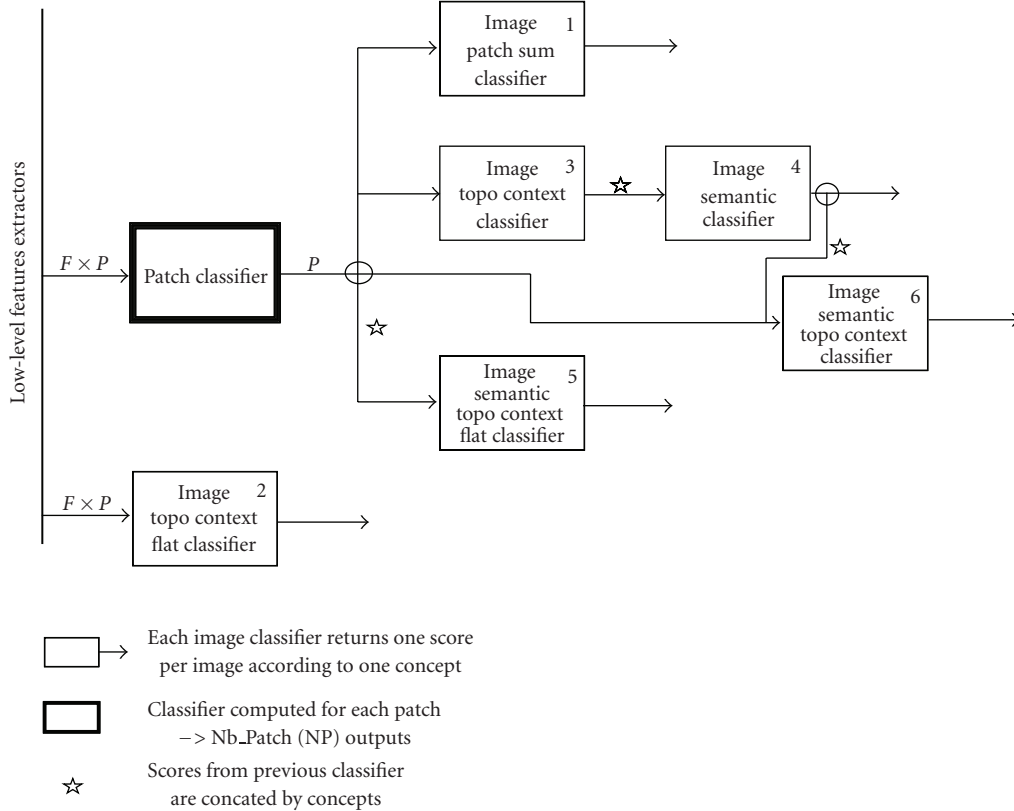 Low-level features extractors
Image 1
patch sum
classifier
Image 3
topo context
classifier
Image 4
semantic
classifier
F × P
Patch classifier
P
Image 6
semantic
topo context
classifier
Image 5
semantic
topo context
flat classifier
F × P
Image 2
topo context
flat classifier
Each image classifier returns one score
per image according to one concept
Classifier computed for each patch
−> Nb_Patch (NP) outputs
Scores from previous classifier
are concated by concepts